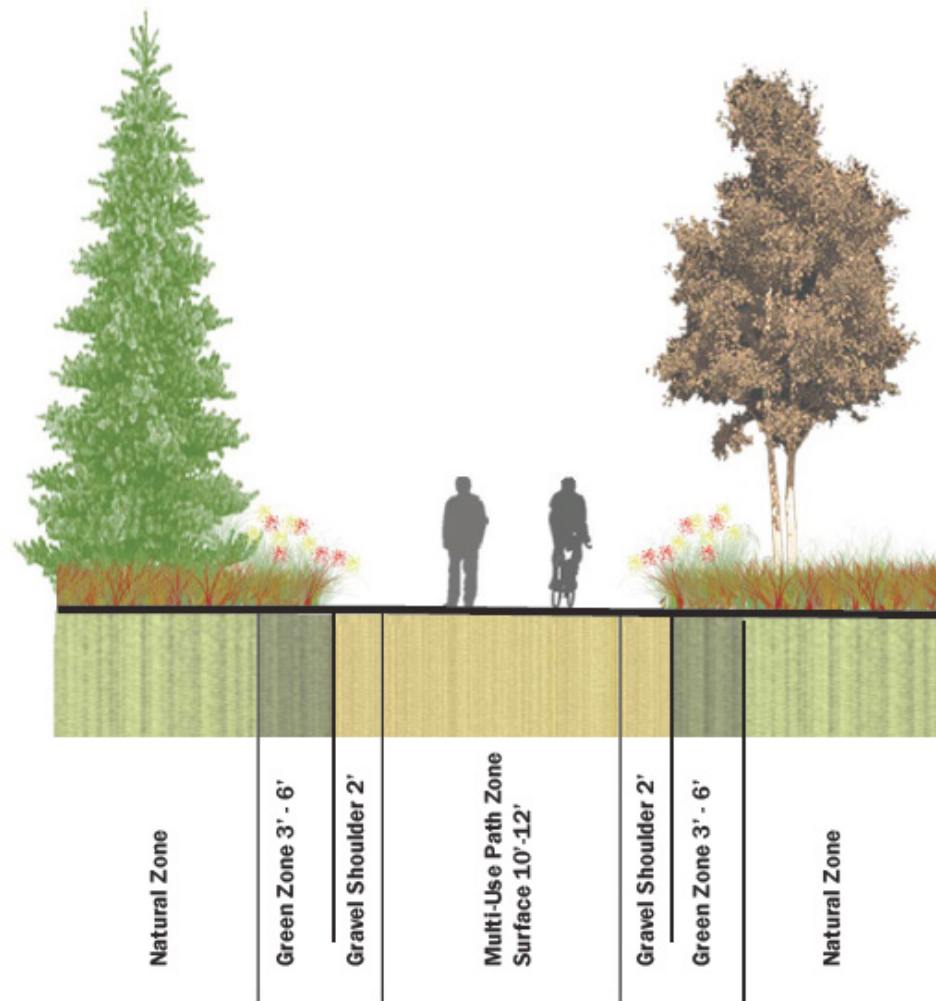 Natural Zone
Green Zone 3' - 6'
Gravel Shoulder 2'
Multi-Use Path Zone
Surface 10'-12'
Gravel Shoulder 2'
Green Zone 3' - 6'
Natural Zone